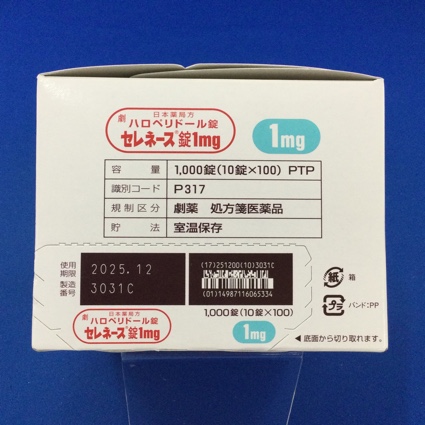 日本薬局方
劇 ハロペリドール錠
セレネース®錠1mg
1mg
容量 1,000錠(10錠×100) PTP
識別コード P317
規制区分 劇薬 処方箋医薬品
貯法 室温保存
使用期限 2025.12
製造番号 3031C
(17)251200(10)3031C
(01)14987116065334
紙 箱
プラ バンド:PP
日本薬局方
劇 ハロペリドール錠
セレネース®錠1mg
1,000錠(10錠×100)
1mg
◀底面から切り取れます。